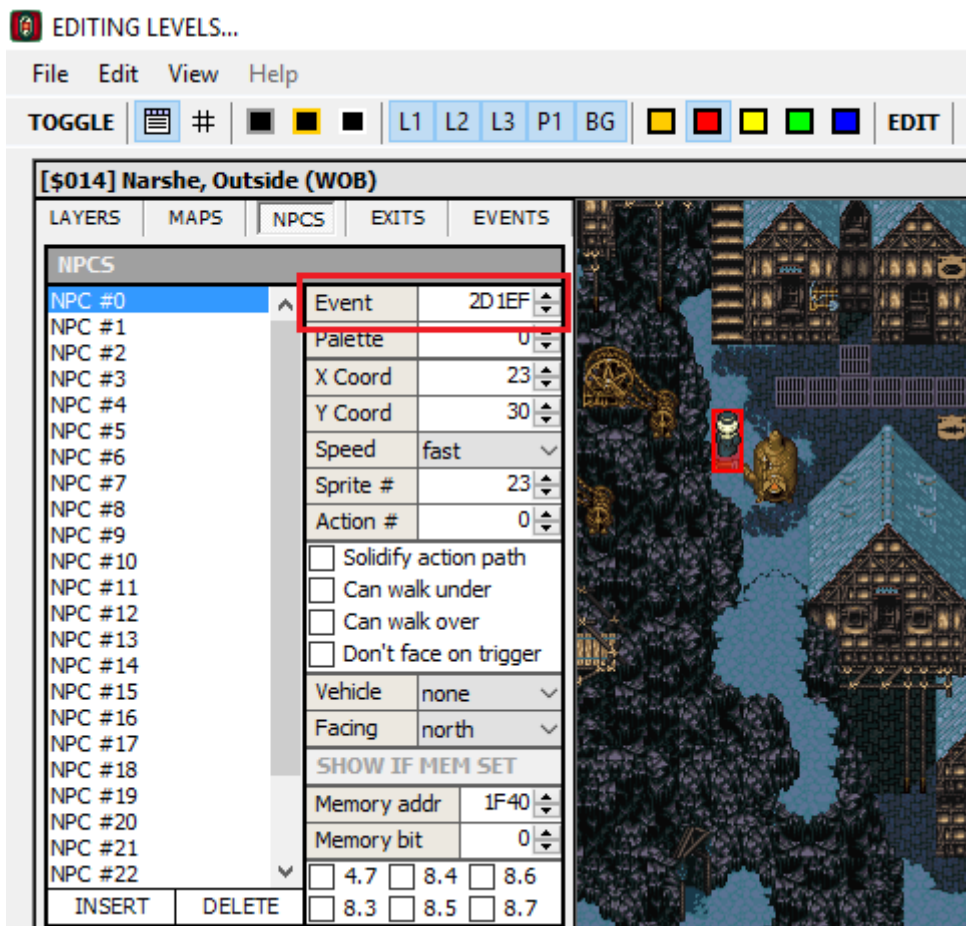 EDITING LEVELS...
File Edit View Help
TOGGLE # L1 L2 L3 P1 BG EDIT
[$014] Narshe, Outside (WOB)
LAYERS MAPS NPCS EXITS EVENTS
NPCS
NPC #0
NPC #1
NPC #2
NPC #3
NPC #4
NPC #5
NPC #6
NPC #7
NPC #8
NPC #9
NPC #10
NPC #11
NPC #12
NPC #13
NPC #14
NPC #15
NPC #16
NPC #17
NPC #18
NPC #19
NPC #20
NPC #21
NPC #22
INSERT DELETE
Event 2D1EF
Palette 0
X Coord 23
Y Coord 30
Speed fast
Sprite # 23
Action # 0
Solidify action path
Can walk under
Can walk over
Don't face on trigger
Vehicle none
Facing north
SHOW IF MEM SET
Memory addr 1F40
Memory bit 0
4.7 8.4 8.6
8.3 8.5 8.7